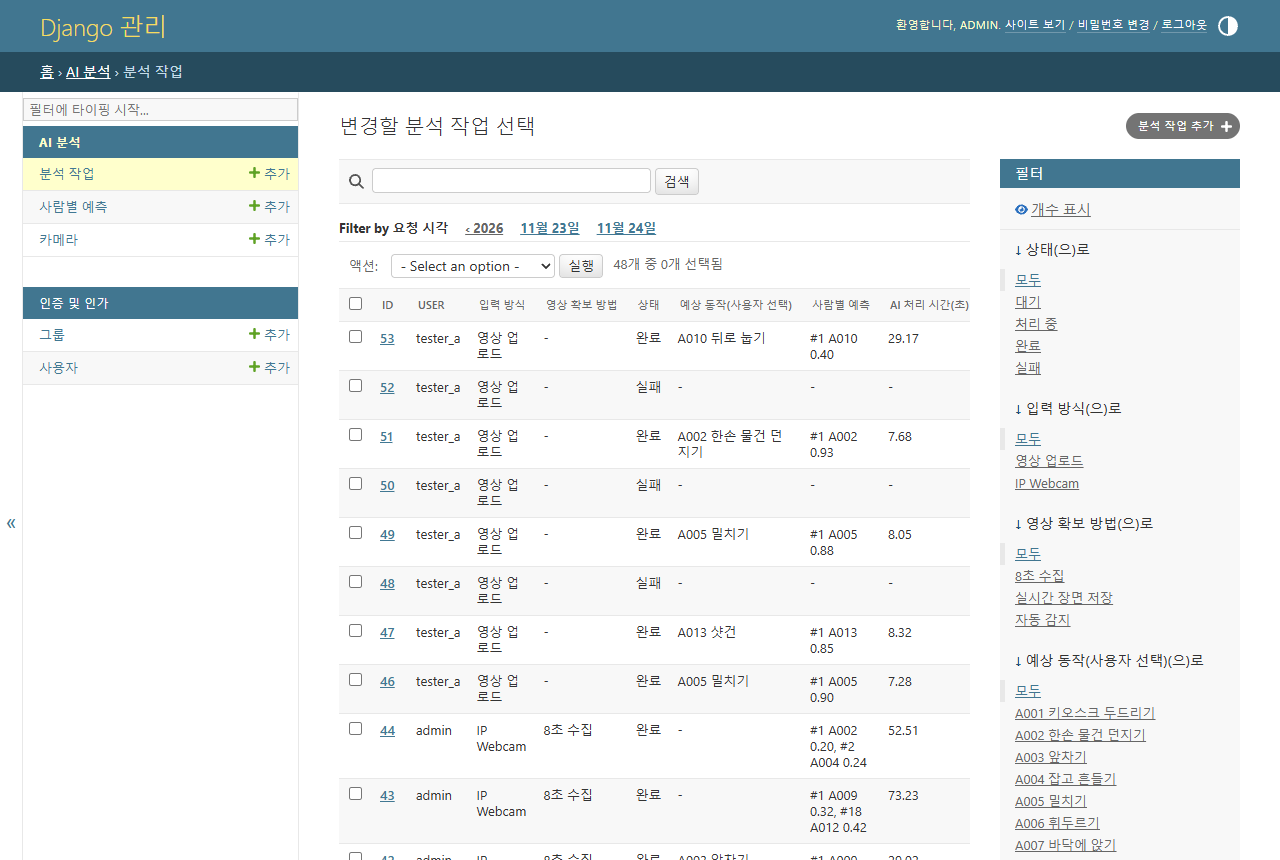 Django 관리
환영합니다, ADMIN. 사이트 보기 / 비밀번호 변경 / 로그아웃
홈 › AI 분석 › 분석 작업
필터에 타이핑 시작...
AI 분석
분석 작업 추가
사람별 예측 추가
카메라 추가
인증 및 인가
그룹 추가
사용자 추가
«
변경할 분석 작업 선택
분석 작업 추가
검색
Filter by 요청 시각 ‹ 2026 11월 23일 11월 24일
액션: - Select an option - 실행 48개 중 0개 선택됨
ID USER 입력 방식 영상 확보 방법 상태 예상 동작(사용자 선택) 사람별 예측 AI 처리 시간(초)
53 tester_a 영상 업로드 - 완료 A010 뒤로 눕기 #1 A010 0.40 29.17
52 tester_a 영상 업로드 - 실패 - - -
51 tester_a 영상 업로드 - 완료 A002 한손 물건 던지기 #1 A002 0.93 7.68
50 tester_a 영상 업로드 - 실패 - - -
49 tester_a 영상 업로드 - 완료 A005 밀치기 #1 A005 0.88 8.05
48 tester_a 영상 업로드 - 실패 - - -
47 tester_a 영상 업로드 - 완료 A013 삿건 #1 A013 0.85 8.32
46 tester_a 영상 업로드 - 완료 A005 밀치기 #1 A005 0.90 7.28
44 admin IP Webcam 8초 수집 완료 - #1 A002 0.20, #2 A004 0.24 52.51
43 admin IP Webcam 8초 수집 완료 - #1 A009 0.32, #18 A012 0.42 73.23
필터
개수 표시
↓ 상태(으)로
모두
대기
처리 중
완료
실패
↓ 입력 방식(으)로
모두
영상 업로드
IP Webcam
↓ 영상 확보 방법(으)로
모두
8초 수집
실시간 장면 저장
자동 감지
↓ 예상 동작(사용자 선택)(으)로
모두
A001 키오스크 두드리기
A002 한손 물건 던지기
A003 앞차기
A004 잡고 흔들기
A005 밀치기
A006 휘두르기
A007 바닥에 앉기